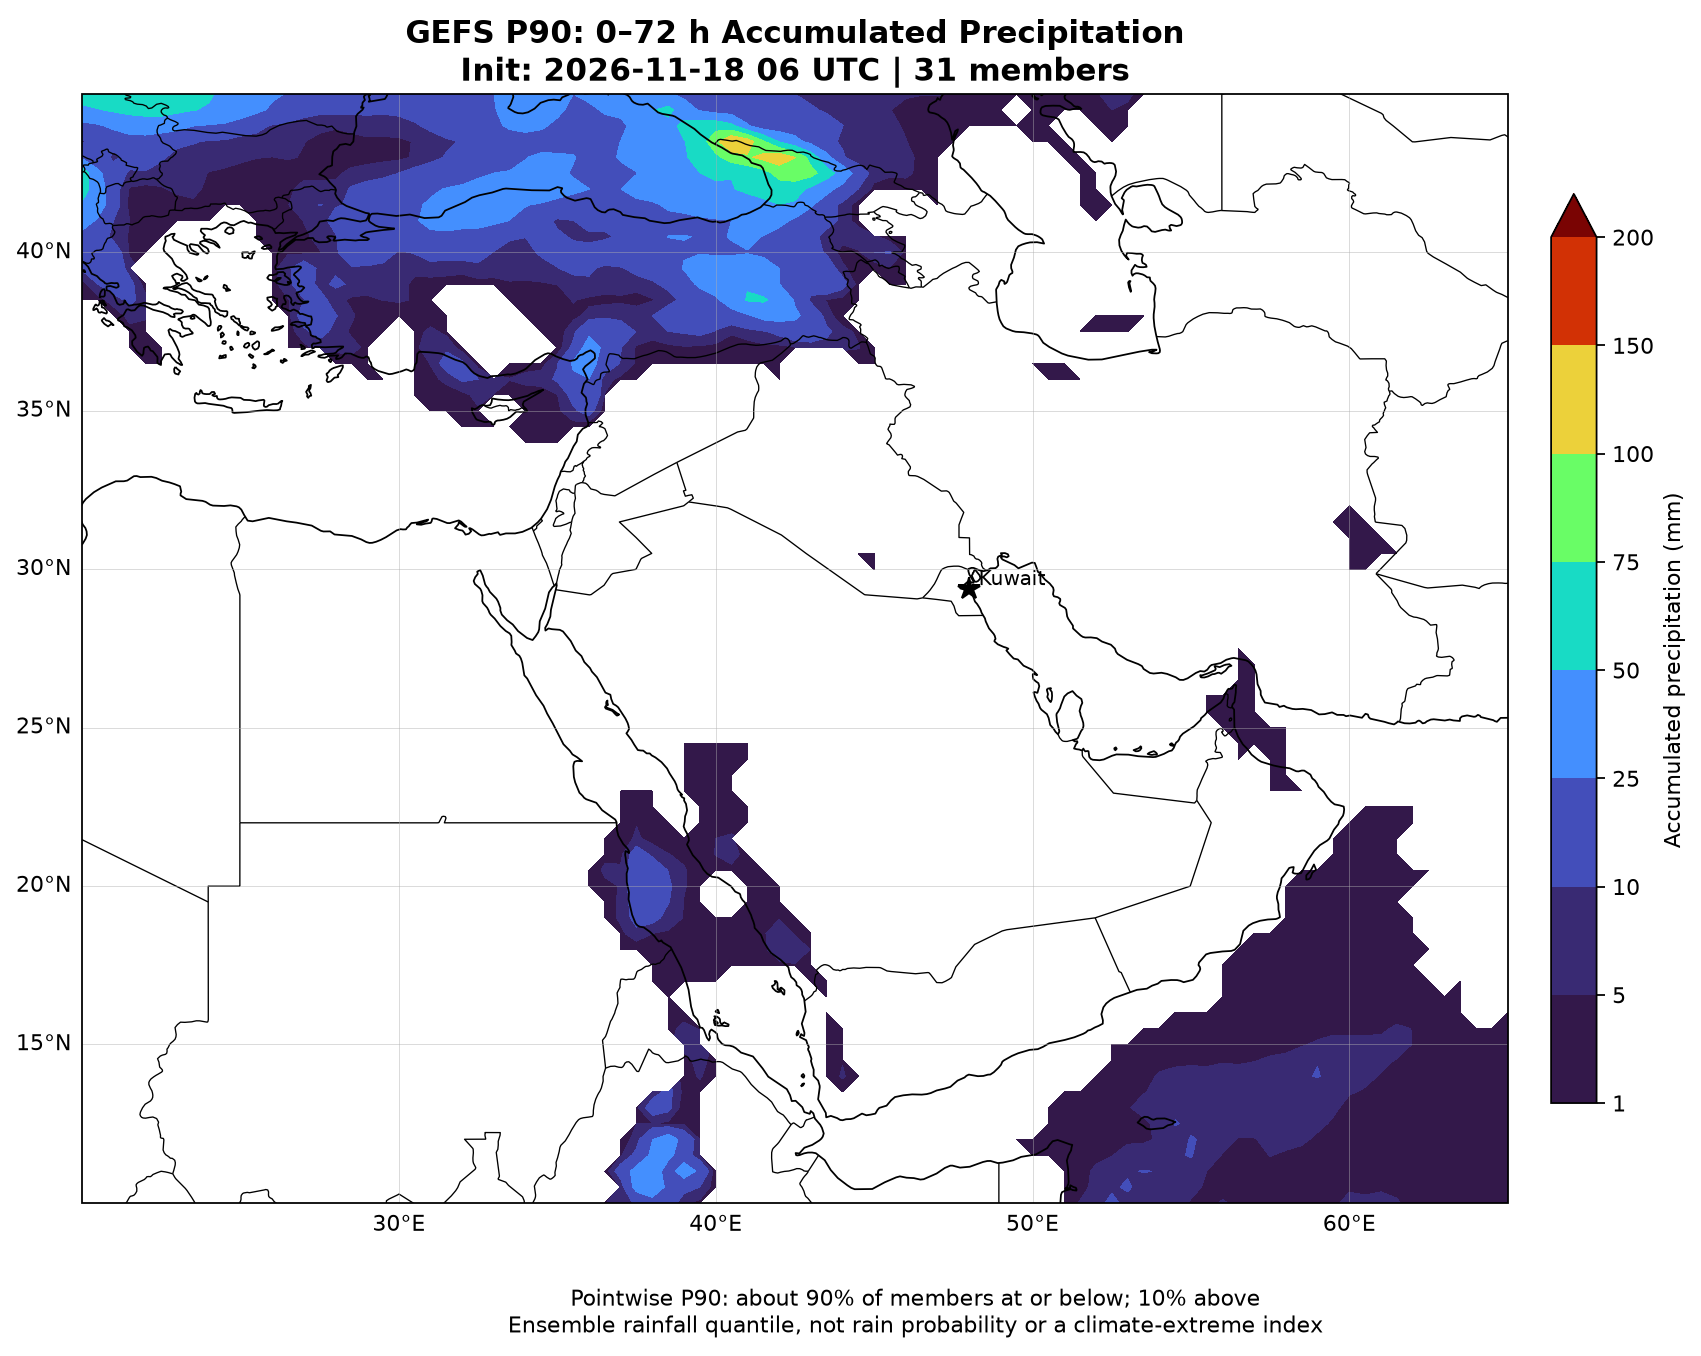 GEFS P90: 0–72 h Accumulated Precipitation
Init: 2026-11-18 06 UTC | 31 members
40°N
35°N
30°N
25°N
20°N
15°N
30°E
40°E
50°E
60°E
Kuwait
200
150
100
75
50
25
10
5
1
Accumulated precipitation (mm)
Pointwise P90: about 90% of members at or below; 10% above
Ensemble rainfall quantile, not rain probability or a climate-extreme index